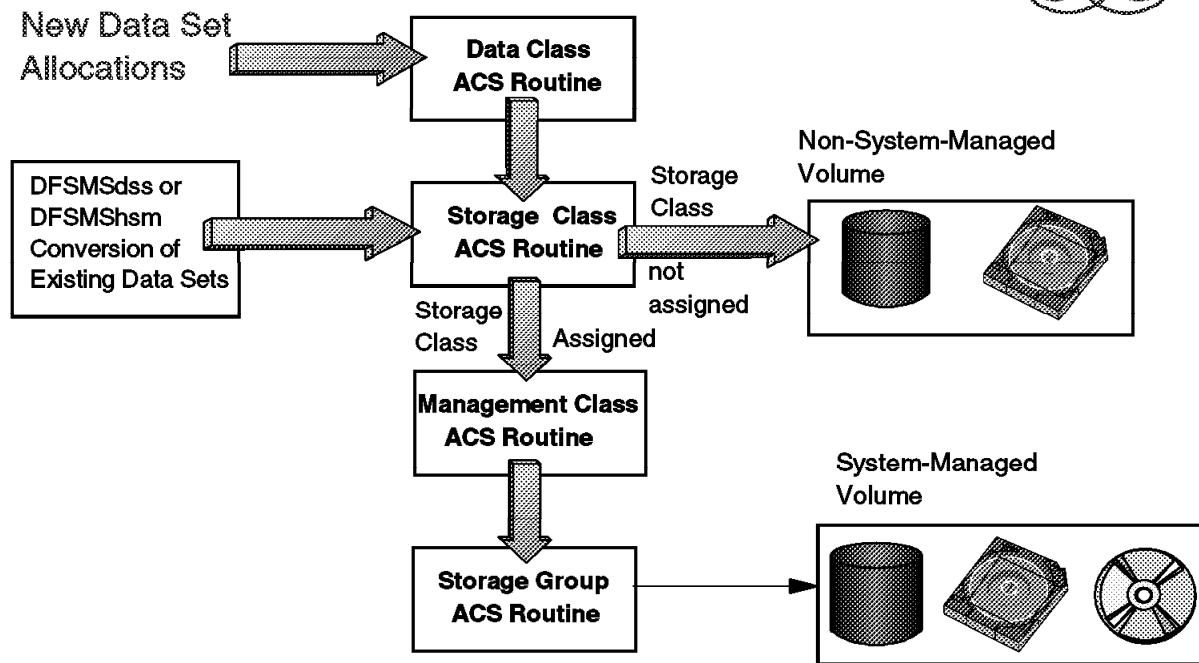 New Data Set
Allocations
Data Class
ACS Routine
DFSMSdss or
DFSMShsm
Conversion of
Existing Data Sets
Storage Class
ACS Routine
Storage
Class
not
assigned
Non-System-Managed
Volume
Storage
Class
Assigned
Management Class
ACS Routine
Storage Group
ACS Routine
System-Managed
Volume